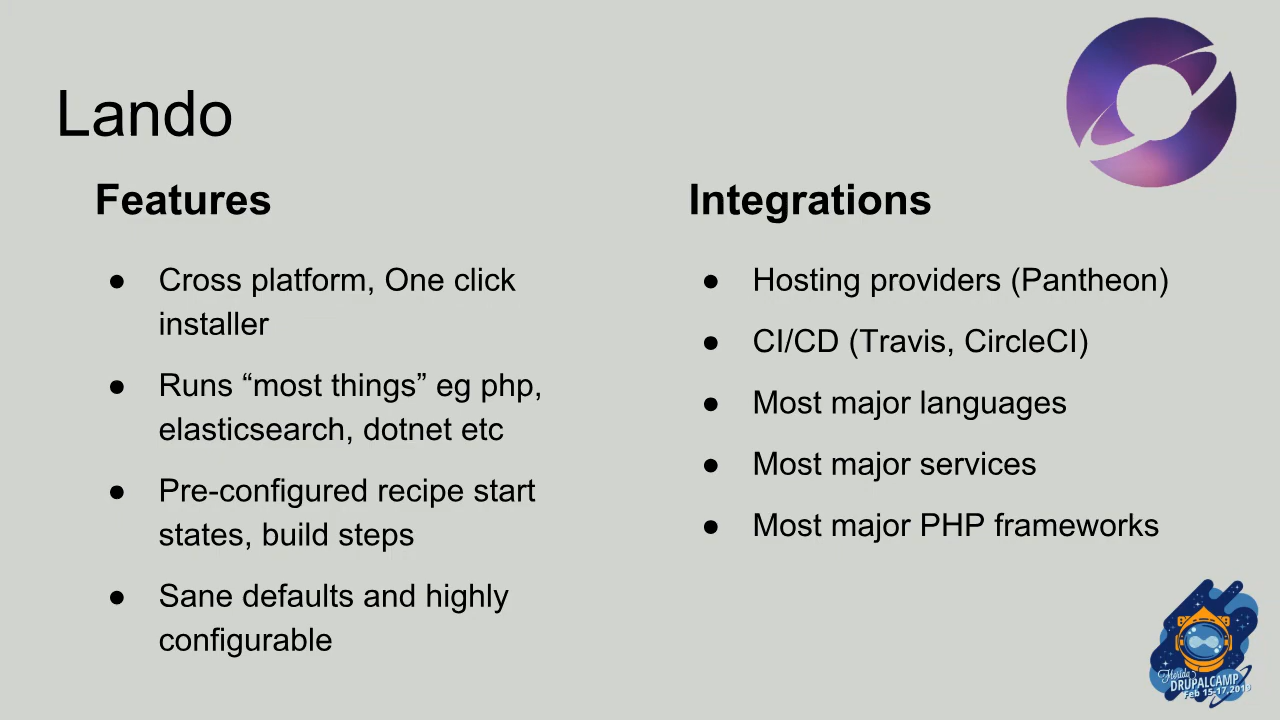 Lando
Features
● Cross platform, One click
installer
● Runs “most things” eg php,
elasticsearch, dotnet etc
● Pre-configured recipe start
states, build steps
● Sane defaults and highly
configurable
Integrations
● Hosting providers (Pantheon)
● CI/CD (Travis, CircleCI)
● Most major languages
● Most major services
● Most major PHP frameworks
Florida
DRUPALCAMP
Feb 15-17, 2019